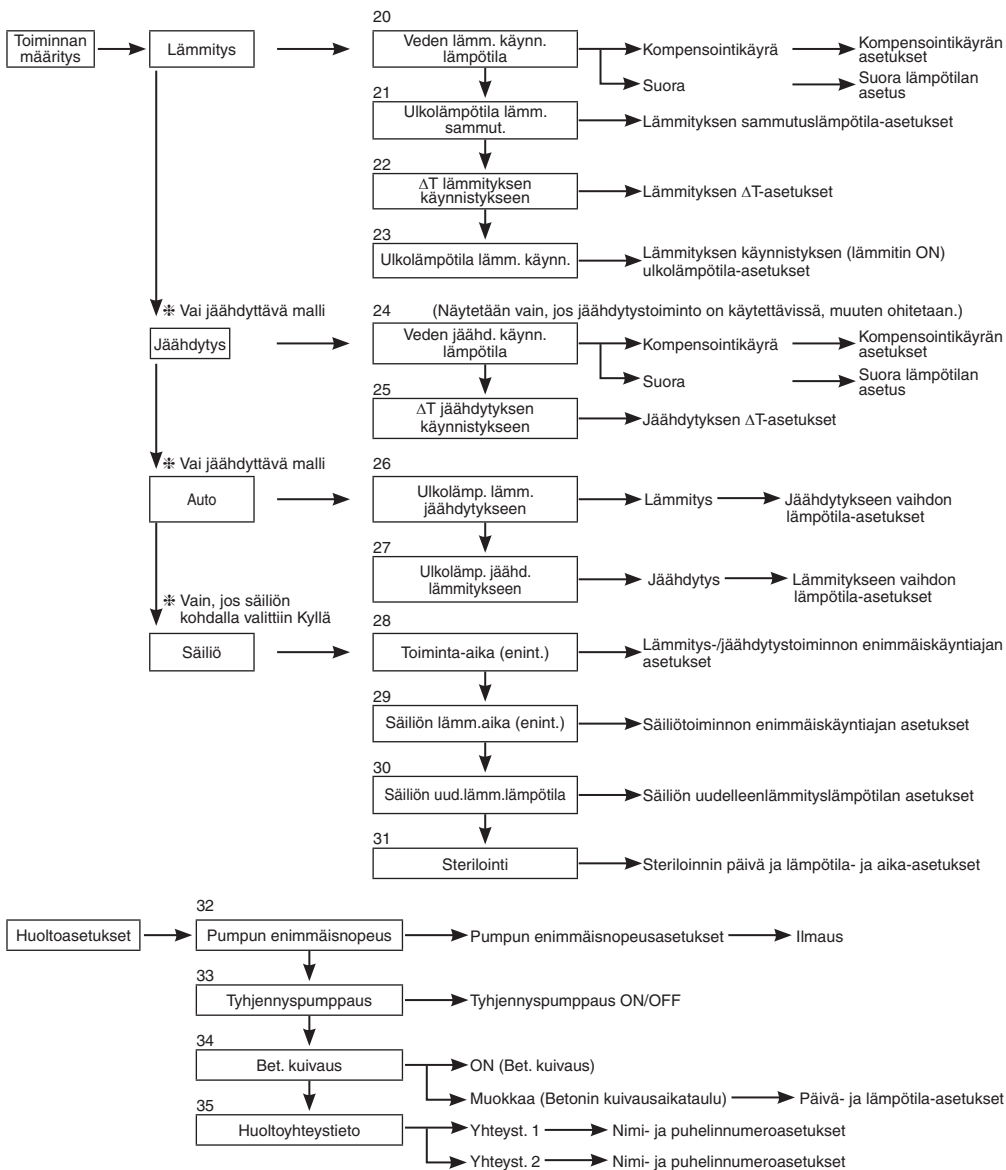 20
Toiminnan
määritys
Lämmitys
Veden lämm. käynn.
lämpötila
Kompensointikäyrä
Kompensointikäyrän
asetukset
Suora
Suora lämpötilan
asetus
21
Ulkolämpötila lämm.
sammut.
Lämmityksen sammutuslämpötila-asetukset
22
ΔT lämmityksen
käynnistykseen
Lämmityksen ΔT-asetukset
23
Ulkolämpötila lämm. käynn.
Lämmityksen käynnistyksen (lämmitin ON)
ulkolämpötila-asetukset
❉ Vai jäähdyttävä malli
24 (Näytetään vain, jos jäähdytystoiminto on käytettävissä, muuten ohitetaan.)
Jäähdytys
Veden jäähd. käynn.
lämpötila
Kompensointikäyrä
Kompensointikäyrän
asetukset
Suora
Suora lämpötilan
asetus
25
ΔT jäähdytyksen
käynnistykseen
Jäähdytyksen ΔT-asetukset
❉ Vai jäähdyttävä malli
26
Auto
Ulkolämp. lämm.
jäähdytykseen
Lämmitys
Jäähdytykseen vaihdon
lämpötila-asetukset
27
Ulkolämp. jäähd.
lämmitykseen
Jäähdytys
Lämmitykseen vaihdon
lämpötila-asetukset
❉ Vain, jos säiliön
kohdalla valittiin Kyllä
28
Säiliö
Toiminta-aika (enint.)
Lämmitys-/jäähdytystoiminnon enimmäiskäyntiajan
asetukset
29
Säiliön lämm.aika (enint.)
Säiliötoiminnon enimmäiskäyntiajan asetukset
30
Säiliön uud.lämm.lämpötila
Säiliön uudelleenlämmityslämpötilan asetukset
31
Sterilointi
Steriloinnin päivä ja lämpötila- ja aika-asetukset
32
Huoltoasetukset
Pumpun enimmäisnopeus
Pumpun enimmäisnopeusasetukset
Ilmaus
33
Tyhjennyspumppaus
Tyhjennyspumppaus ON/OFF
34
Bet. kuivaus
ON (Bet. kuivaus)
Muokkaa (Betonin kuivausaikataulu)
Päivä- ja lämpötila-asetukset
35
Huoltoyhteystieto
Yhteyst. 1
Nimi- ja puhelinnumeroasetukset
Yhteyst. 2
Nimi- ja puhelinnumeroasetukset